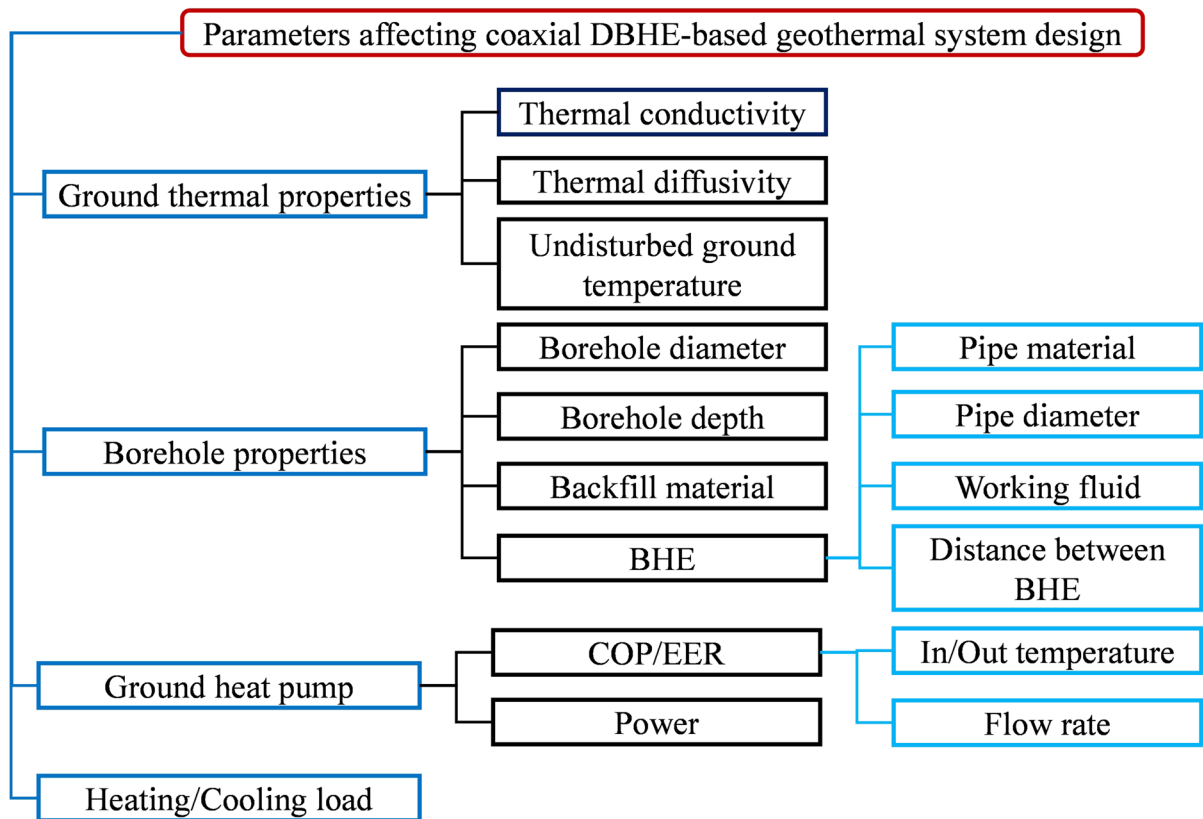 Parameters affecting coaxial DBHE-based geothermal system design
Ground thermal properties
Thermal conductivity
Thermal diffusivity
Undisturbed ground
temperature
Borehole properties
Borehole diameter
Borehole depth
Backfill material
BHE
Pipe material
Pipe diameter
Working fluid
Distance between
BHE
Ground heat pump
COP/EER
Power
In/Out temperature
Flow rate
Heating/Cooling load